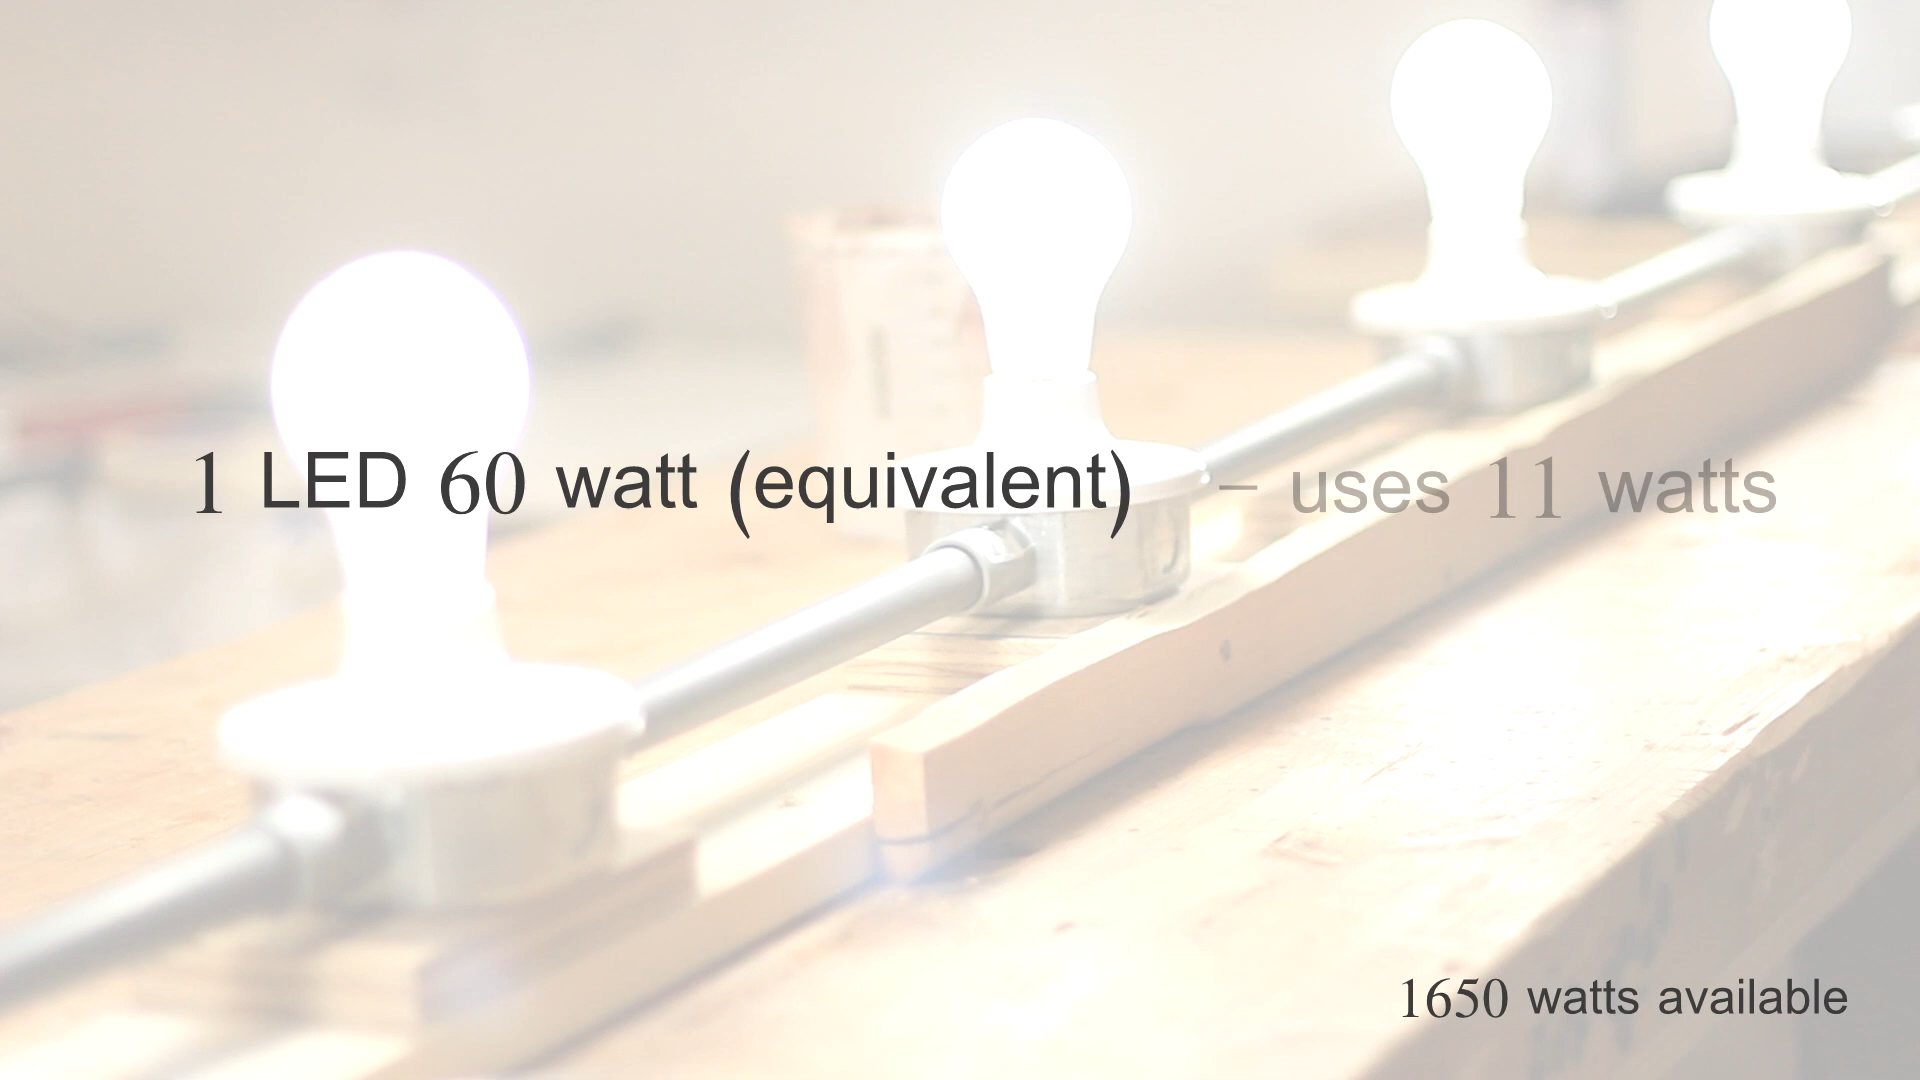 1 LED 60 watt (equivalent) – uses 11 watts
1650 watts available